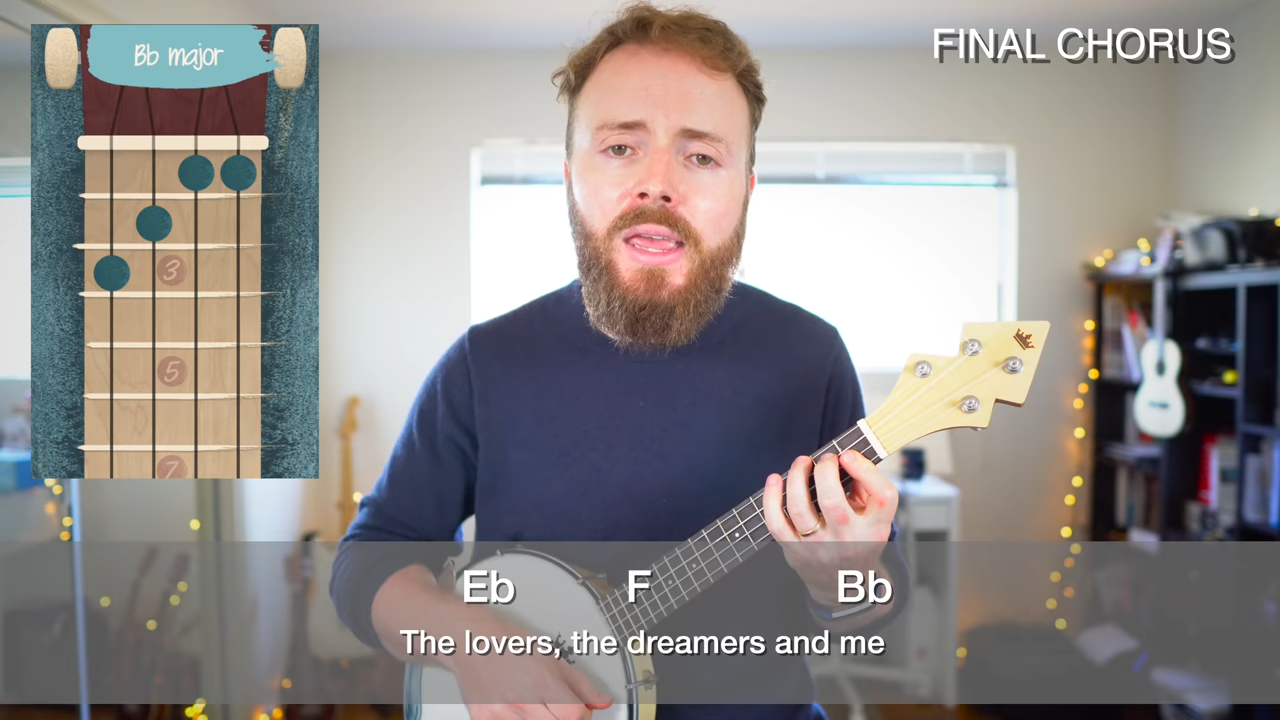 Bb major
FINAL CHORUS
3
5
7
Eb F Bb
The lovers, the dreamers and me